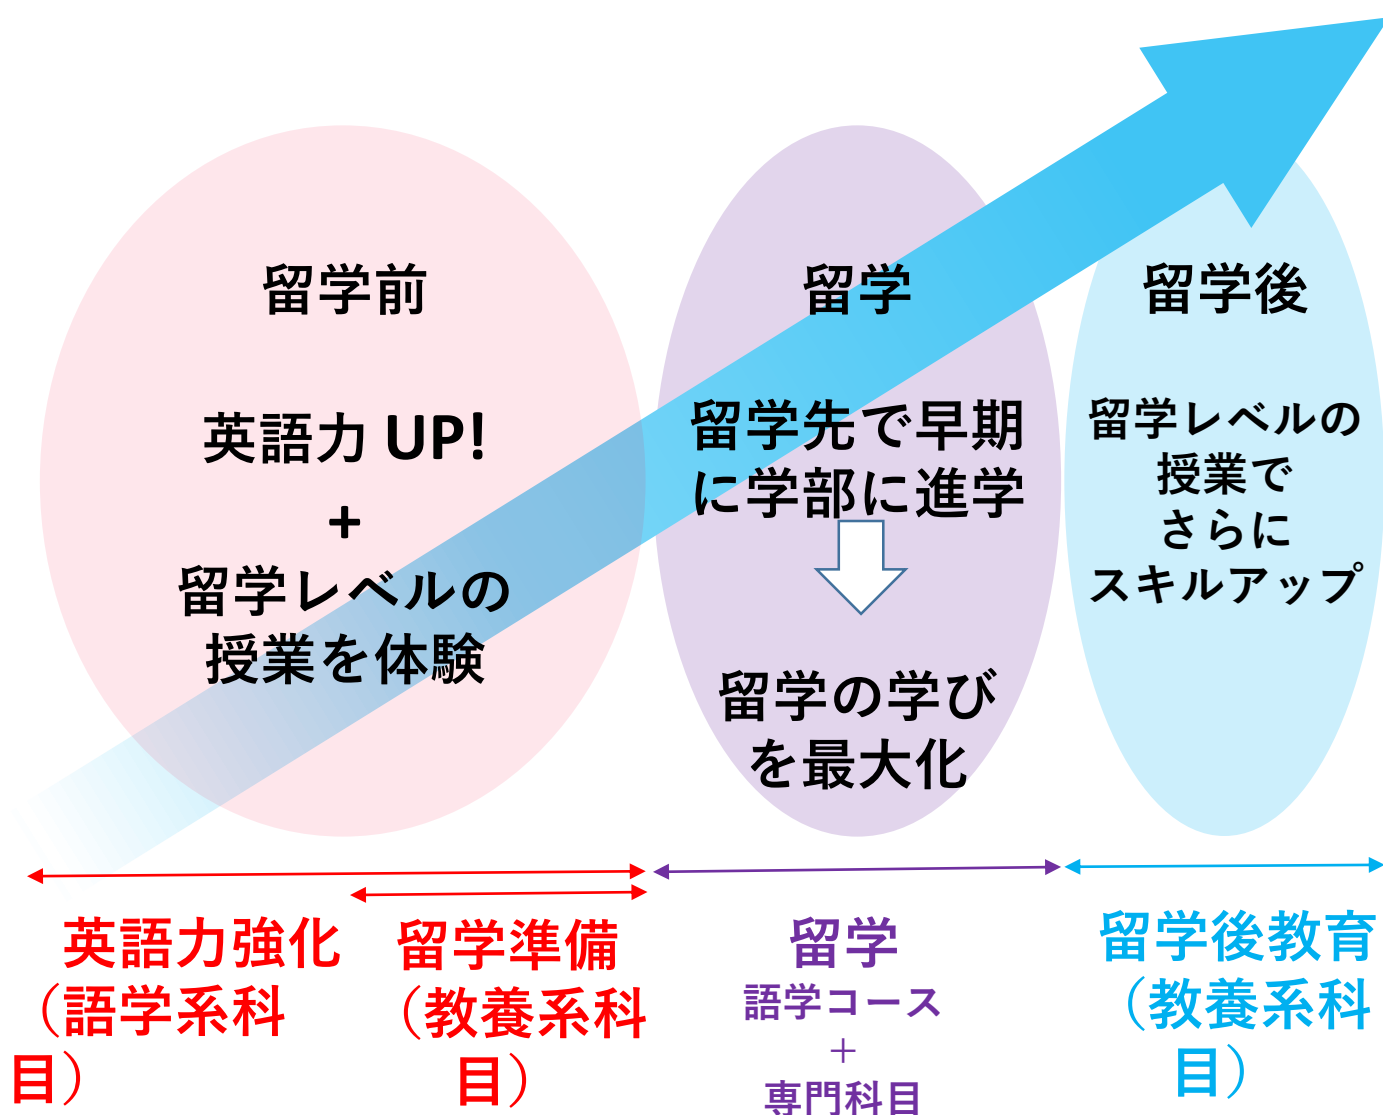 留学前
英語力 UP!
+
留学レベルの
授業を体験
留学
留学先で早期
に学部に進学
留学の学び
を最大化
留学後
留学レベルの
授業で
さらに
スキルアップ
英語力強化
（語学系科
目）
留学準備
（教養系科
目）
留学
語学コース
＋
専門科目
留学後教育
（教養系科
目）